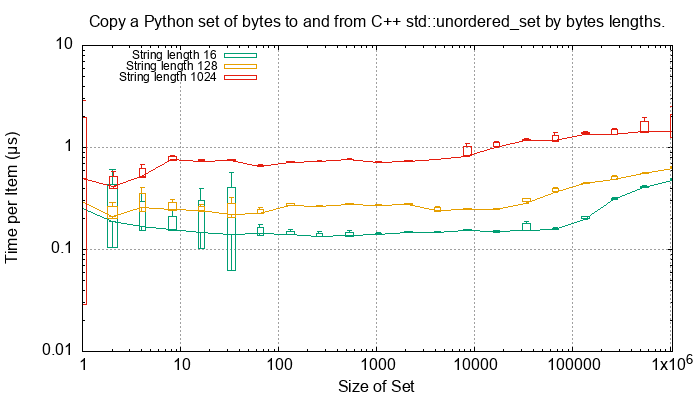 Copy a Python set of bytes to and from C++ std::unordered_set by bytes lengths.
10
String length 16
String length 128
String length 1024
1
Time per Item (µs)
0.1
0.01
1 10 100 1000 10000 100000 1x10⁶
Size of Set